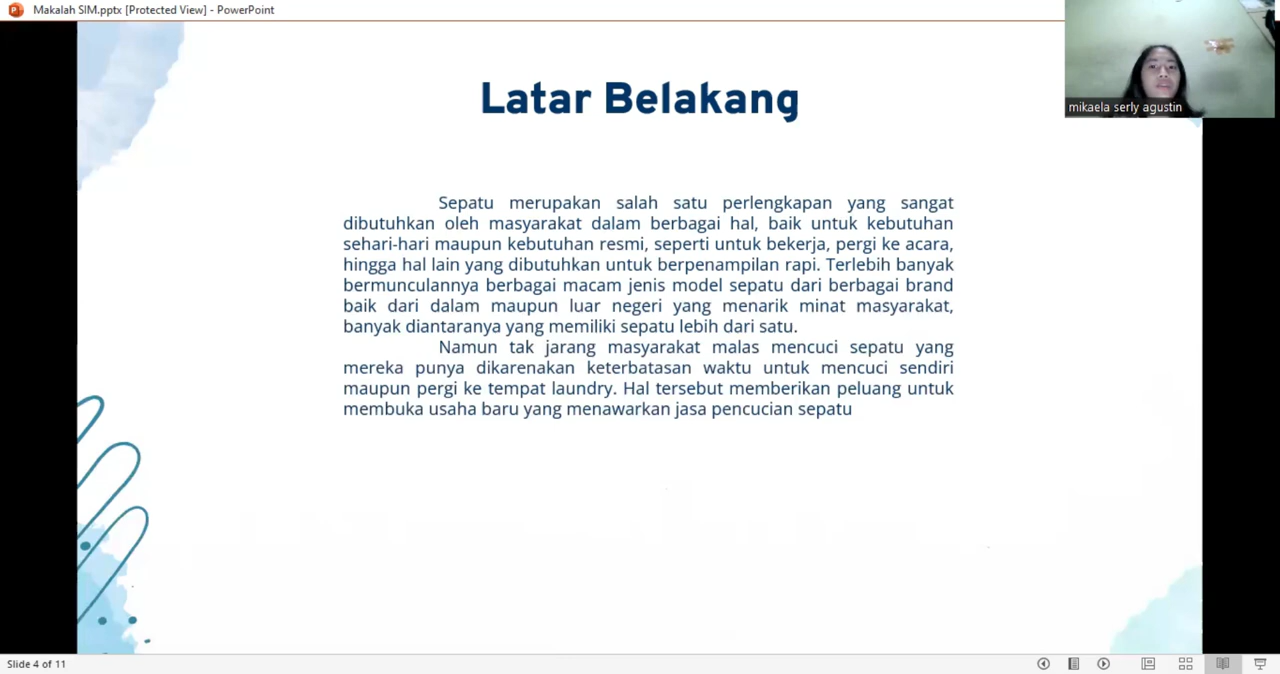 Makalah SIM.pptx [Protected View] - PowerPoint
mikaela serly agustin
Latar Belakang
Sepatu merupakan salah satu perlengkapan yang sangat
dibutuhkan oleh masyarakat dalam berbagai hal, baik untuk kebutuhan
sehari-hari maupun kebutuhan resmi, seperti untuk bekerja, pergi ke acara,
hingga hal lain yang dibutuhkan untuk berpenampilan rapi. Terlebih banyak
bermunculannya berbagai macam jenis model sepatu dari berbagai brand
baik dari dalam maupun luar negeri yang menarik minat masyarakat,
banyak diantaranya yang memiliki sepatu lebih dari satu.
Namun tak jarang masyarakat malas mencuci sepatu yang
mereka punya dikarenakan keterbatasan waktu untuk mencuci sendiri
maupun pergi ke tempat laundry. Hal tersebut memberikan peluang untuk
membuka usaha baru yang menawarkan jasa pencucian sepatu
Slide 4 of 11